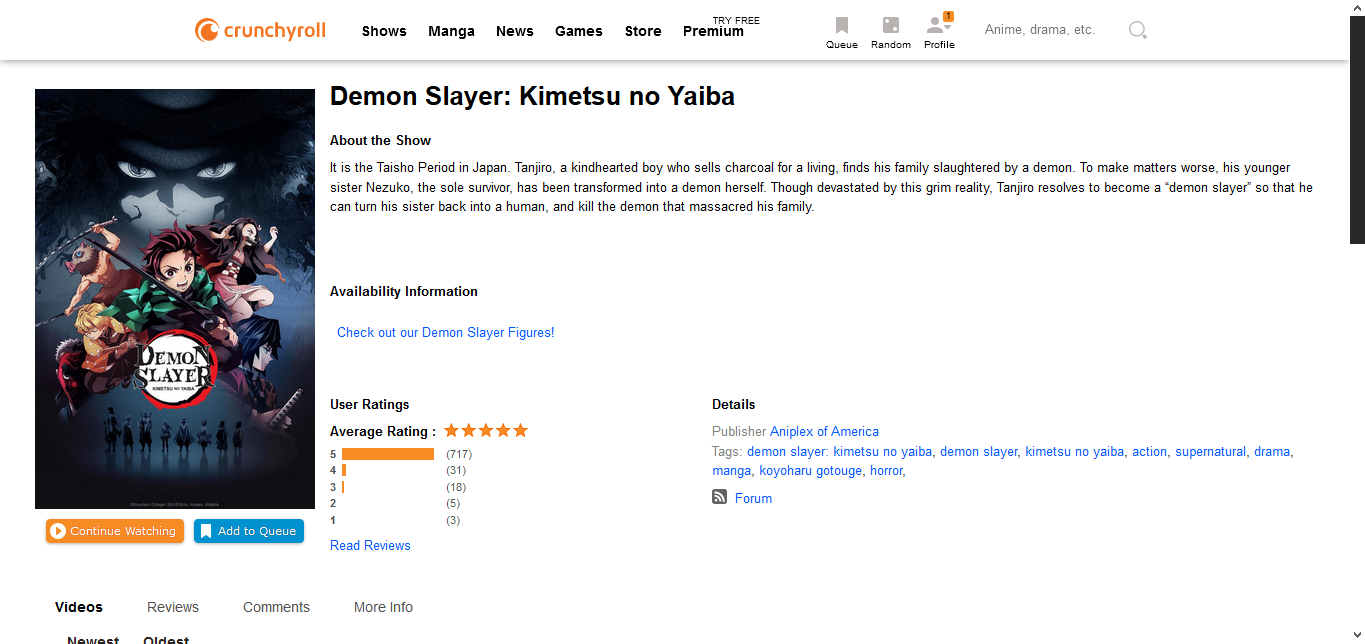 crunchyroll
Shows
Manga
News
Games
Store
TRY FREE
Premium
Queue
Random
1
Profile
Anime, drama, etc.
Demon Slayer: Kimetsu no Yaiba
About the Show
It is the Taisho Period in Japan. Tanjiro, a kindhearted boy who sells charcoal for a living, finds his family slaughtered by a demon. To make matters worse, his younger
sister Nezuko, the sole survivor, has been transformed into a demon herself. Though devastated by this grim reality, Tanjiro resolves to become a “demon slayer” so that he
can turn his sister back into a human, and kill the demon that massacred his family.
Availability Information
Check out our Demon Slayer Figures!
DEMON
SLAYER
KIMETSU NO YAIBA
Continue Watching
Add to Queue
User Ratings
Average Rating :
5 (717)
4 (31)
3 (18)
2 (5)
1 (3)
Read Reviews
Details
Publisher Aniplex of America
Tags: demon slayer: kimetsu no yaiba, demon slayer, kimetsu no yaiba, action, supernatural, drama,
manga, koyoharu gotouge, horror,
Forum
Videos
Reviews
Comments
More Info
Newest
Oldest